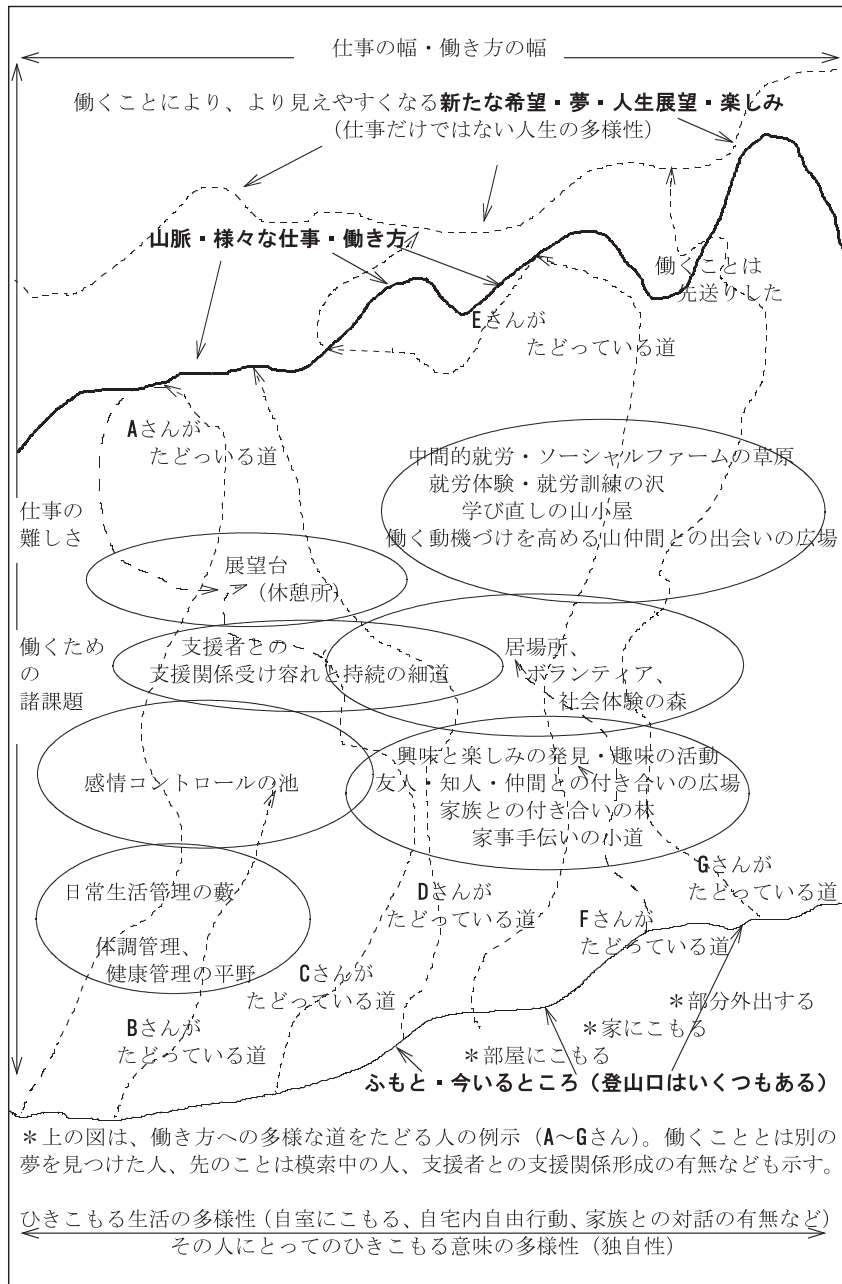 仕事の幅・働き方の幅
働くことにより、より見えやすくなる新たな希望・夢・人生展望・楽しみ
(仕事だけではない人生の多様性)
山脈・様々な仕事・働き方
働くことは
先送りした
Eさんが
たどっている道
Aさんが
たどっいる道
中間的就労・ソーシャルファームの草原
就労体験・就労訓練の沢
学び直しの山小屋
働く動機づけを高める山仲間との出会いの広場
仕事の
難しさ
展望台
(休憩所)
働くため
の
諸課題
支援者との
支援関係受け容れと持続の細道
居場所、
ボランティア、
社会体験の森
感情コントロールの池
興味と楽しみの発見・趣味の活動
友人・知人・仲間との付き合いの広場
家族との付き合いの林
家事手伝いの小道
日常生活管理の藪
体調管理、
健康管理の平野
Gさんが
たどっている道
Dさんが
たどっている道
Fさんが
たどっている道
Cさんが
たどっている道
Bさんが
たどっている道
*部分外出する
*家にこもる
*部屋にこもる
ふもと・今いるところ(登山口はいくつもある)
*上の図は、働き方への多様な道をたどる人の例示(A~Gさん)。働くこととは別の
夢を見つけた人、先のことは模索中の人、支援者との支援関係形成の有無なども示す。
ひきこもる生活の多様性(自室にこもる、自宅内自由行動、家族との対話の有無など)
その人にとってのひきこもる意味の多様性(独自性)